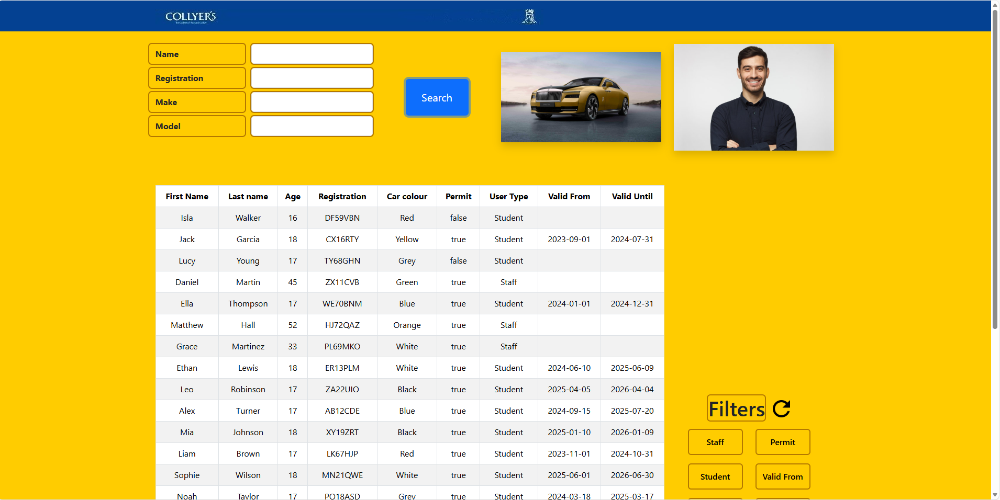 COLLYER'S
The College of Richard Collyer
Name
Registration
Make
Model
Search
First Name Last name Age Registration Car colour Permit User Type Valid From Valid Until
Isla Walker 16 DF59VBN Red false Student
Jack Garcia 18 CX16RTY Yellow true Student 2023-09-01 2024-07-31
Lucy Young 17 TY68GHN Grey false Student
Daniel Martin 45 ZX11CVB Green true Staff
Ella Thompson 17 WE70BNM Blue true Student 2024-01-01 2024-12-31
Matthew Hall 52 HJ72QAZ Orange true Staff
Grace Martinez 33 PL69MKO White true Staff
Ethan Lewis 18 ER13PLM White true Student 2024-06-10 2025-06-09
Leo Robinson 17 ZA22UIO Black true Student 2025-04-05 2026-04-04
Alex Turner 17 AB12CDE Blue true Student 2024-09-15 2025-07-20
Mia Johnson 18 XY19ZRT Black true Student 2025-01-10 2026-01-09
Liam Brown 17 LK67HJP Red true Student 2023-11-01 2024-10-31
Sophie Wilson 18 MN21QWE White true Student 2025-06-01 2026-06-30
Noah Taylor 17 PO18ASD Grey true Student 2024-03-18 2025-03-17
Filters
Staff Permit
Student Valid From